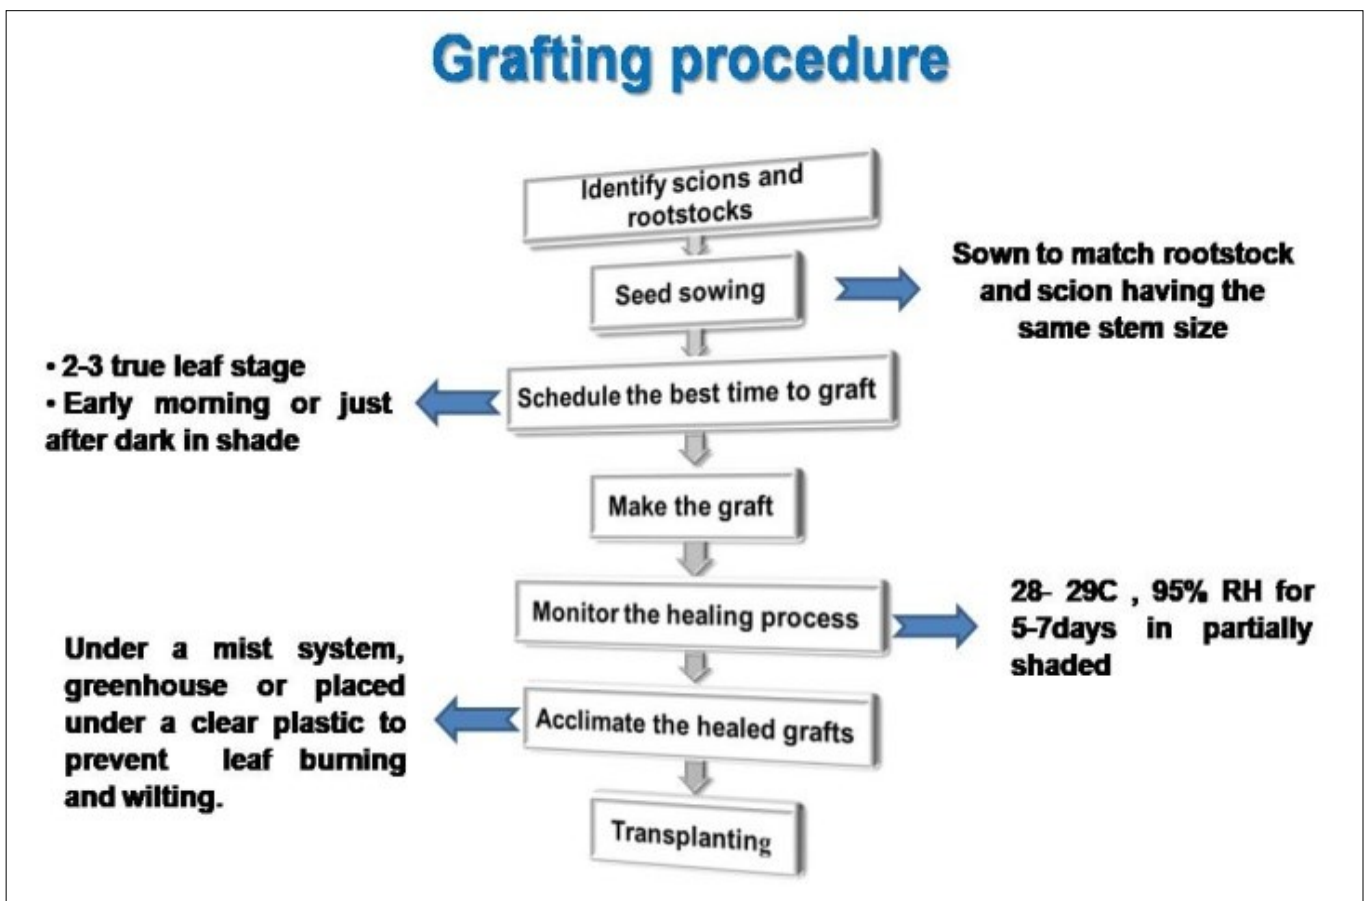 Grafting procedure
Identify scions and
rootstocks
Seed sowing
Sown to match rootstock
and scion having the
same stem size
Schedule the best time to graft
• 2-3 true leaf stage
• Early morning or just
after dark in shade
Make the graft
Monitor the healing process
28- 29C , 95% RH for
5-7days in partially
shaded
Acclimate the healed grafts
Under a mist system,
greenhouse or placed
under a clear plastic to
prevent leaf burning
and wilting.
Transplanting